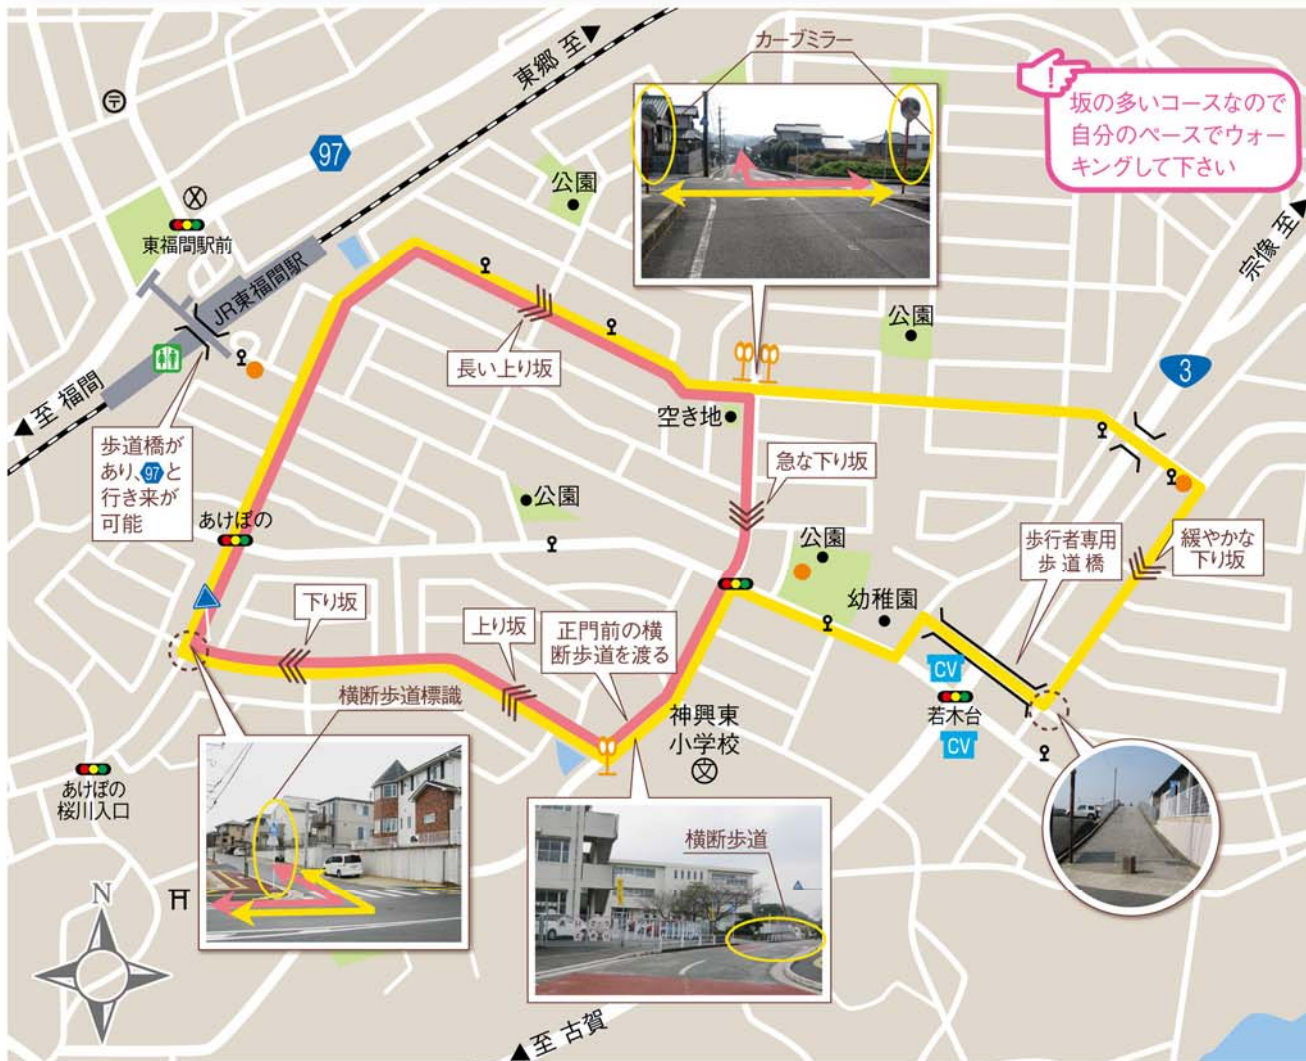 カーブミラー
坂の多いコースなので
自分のペースでウォー
キングして下さい
東郷 至▶
97
公園
東福間駅前
JR東福間駅
宗像 至▶
公園
3
長い上り坂
◀至 福間
空き地
歩道橋が
あり、97と
行き来が
可能
急な下り坂
公園
あけぼの
公園
歩行者専用
歩道橋
緩やかな
下り坂
幼稚園
下り坂
上り坂
正門前の横
断歩道を渡る
CV
横断歩道標識
神興東
小学校
文
若木台
CV
あけぼの
桜川入口
横断歩道
N
◀至 古賀